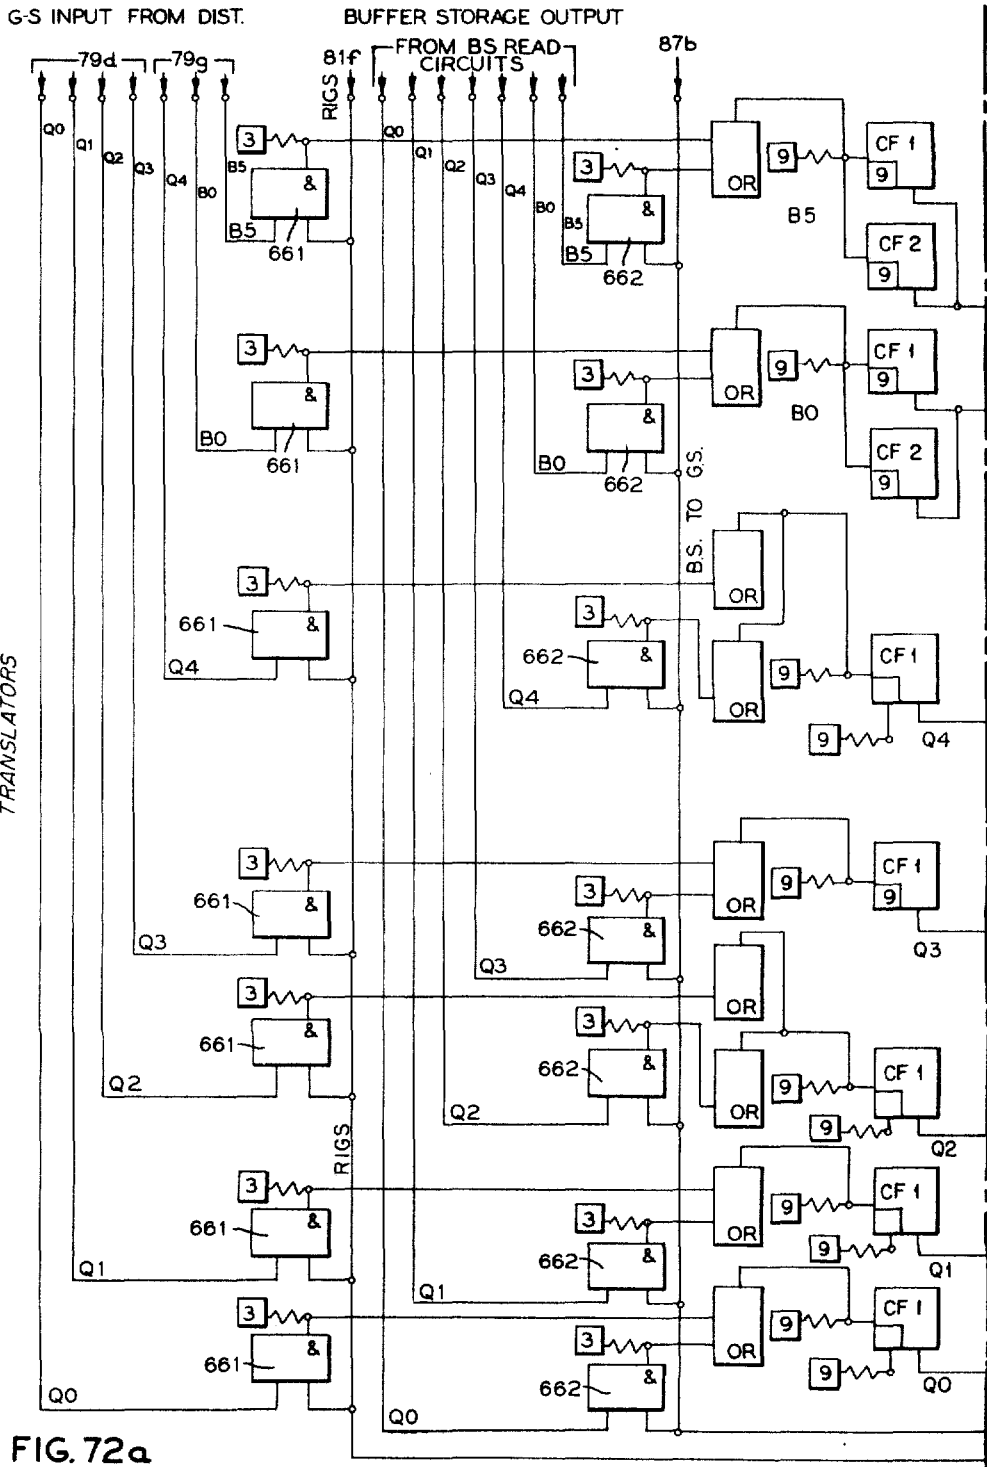 G-S INPUT FROM DIST.
BUFFER STORAGE OUTPUT
79d 79g 81f FROM BS READ CIRCUITS 87b
RIGS
Q0 Q1 Q2 Q3 Q4 B0 B5
Q0 Q1 Q2 Q3 Q4 B0 B5
3 & 661 B5
3 & 662 B5
OR 9 B5
CF 1 9
CF 2 9
3 & 661 B0
3 & 662 B0
OR 9 B0
CF 1 9
CF 2 9
B.S. TO G.S.
3 & 661 Q4
3 & 662 Q4
OR
OR 9 9
CF 1 Q4
TRANSLATORS
3 & 661 Q3
3 & 662 Q3
OR 9
CF 1 9 Q3
3 & 661 Q2
3 & 662 Q2
OR
OR 9 9
CF 1 Q2
RIGS
3 & 661 Q1
3 & 662 Q1
OR 9 9
CF 1 Q1
3 & 661 Q0
3 & 662 Q0
OR 9 9
CF 1 Q0
FIG. 72a